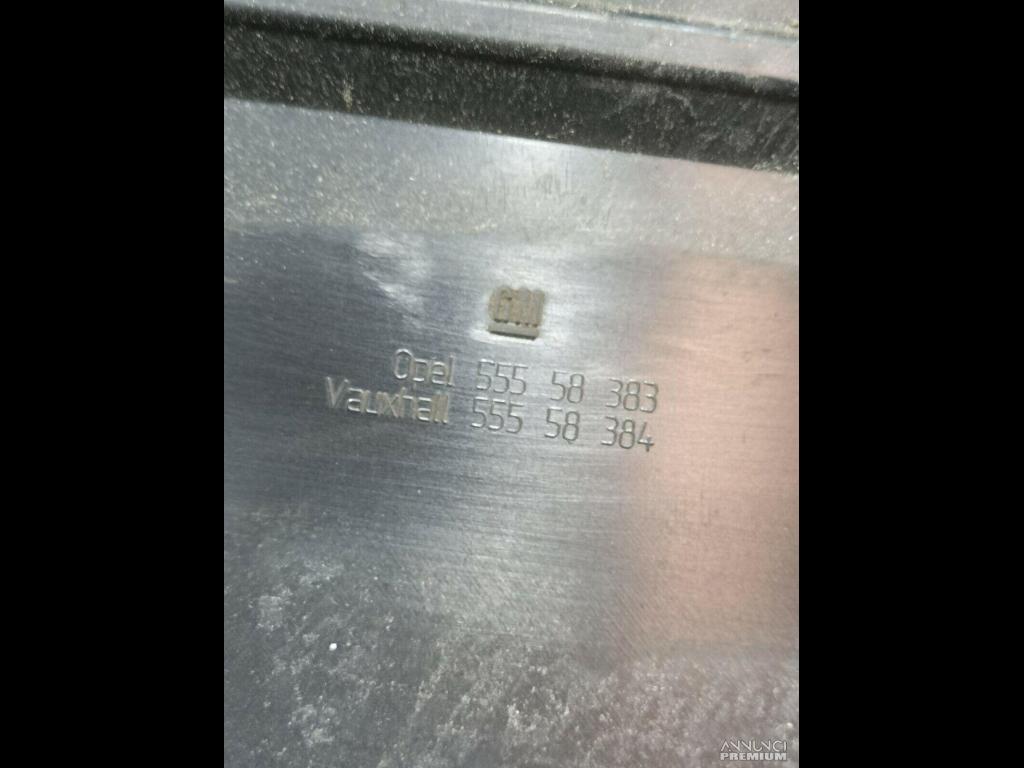 GM
Opel 555 58 383
Vauxhall 555 58 384
ANNUNCI
PREMIUM